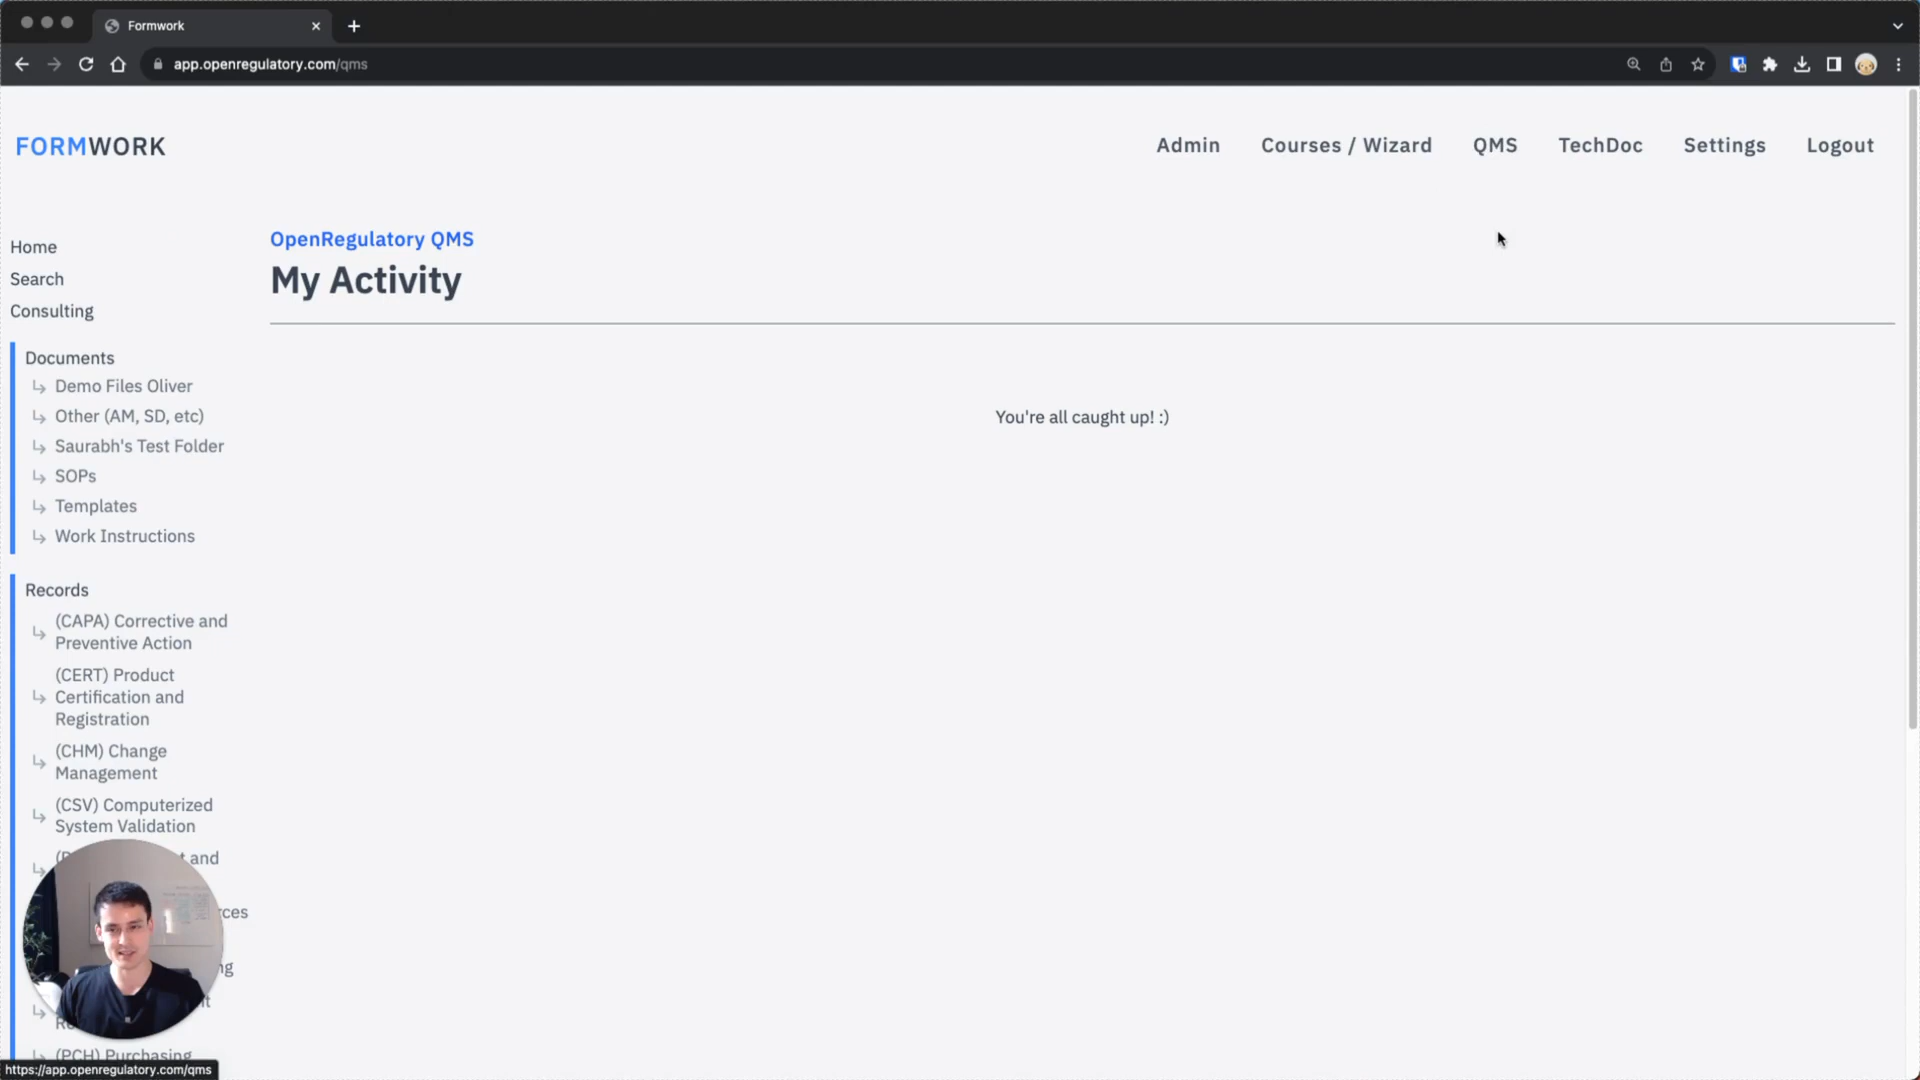 Formwork
app.openregulatory.com/qms
FORMWORK
Admin
Courses / Wizard
QMS
TechDoc
Settings
Logout
Home
Search
Consulting
Documents
Demo Files Oliver
Other (AM, SD, etc)
Saurabh's Test Folder
SOPs
Templates
Work Instructions
Records
(CAPA) Corrective and
Preventive Action
(CERT) Product
Certification and
Registration
(CHM) Change
Management
(CSV) Computerized
System Validation
and
(PCH) Purchasing
https://app.openregulatory.com/qms
OpenRegulatory QMS
My Activity
You're all caught up! :)